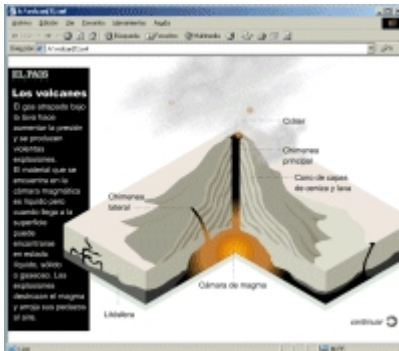 EL PAIS
Los volcanes
El gas atrapado bajo
la lava hace
aumentar la presión
y se producen
violentas
explosiones.
El material que se
encuentra en la
cámara magmática
es líquido pero
cuando llega a la
superficie
puede
encontrarse
en estado
líquido, sólido
o gaseoso. Las
explosiones
destrozan el magma
y arroja sus pedazos
al aire.
Cráter
Chimenea
principal
Cono de capas
de ceniza y lava
Chimenea
lateral
Cámara de magma
Litósfera
continuar